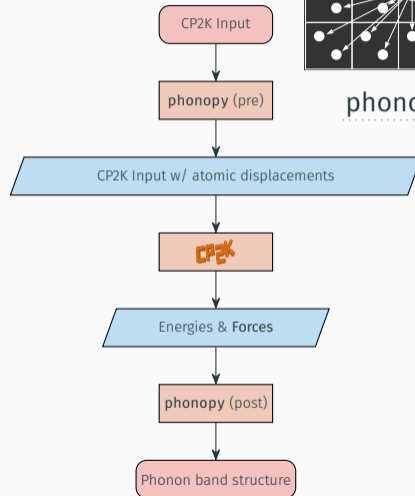 CP2K Input
phonopy (pre)
phono
CP2K Input w/ atomic displacements
CP2K
Energies & Forces
phonopy (post)
Phonon band structure